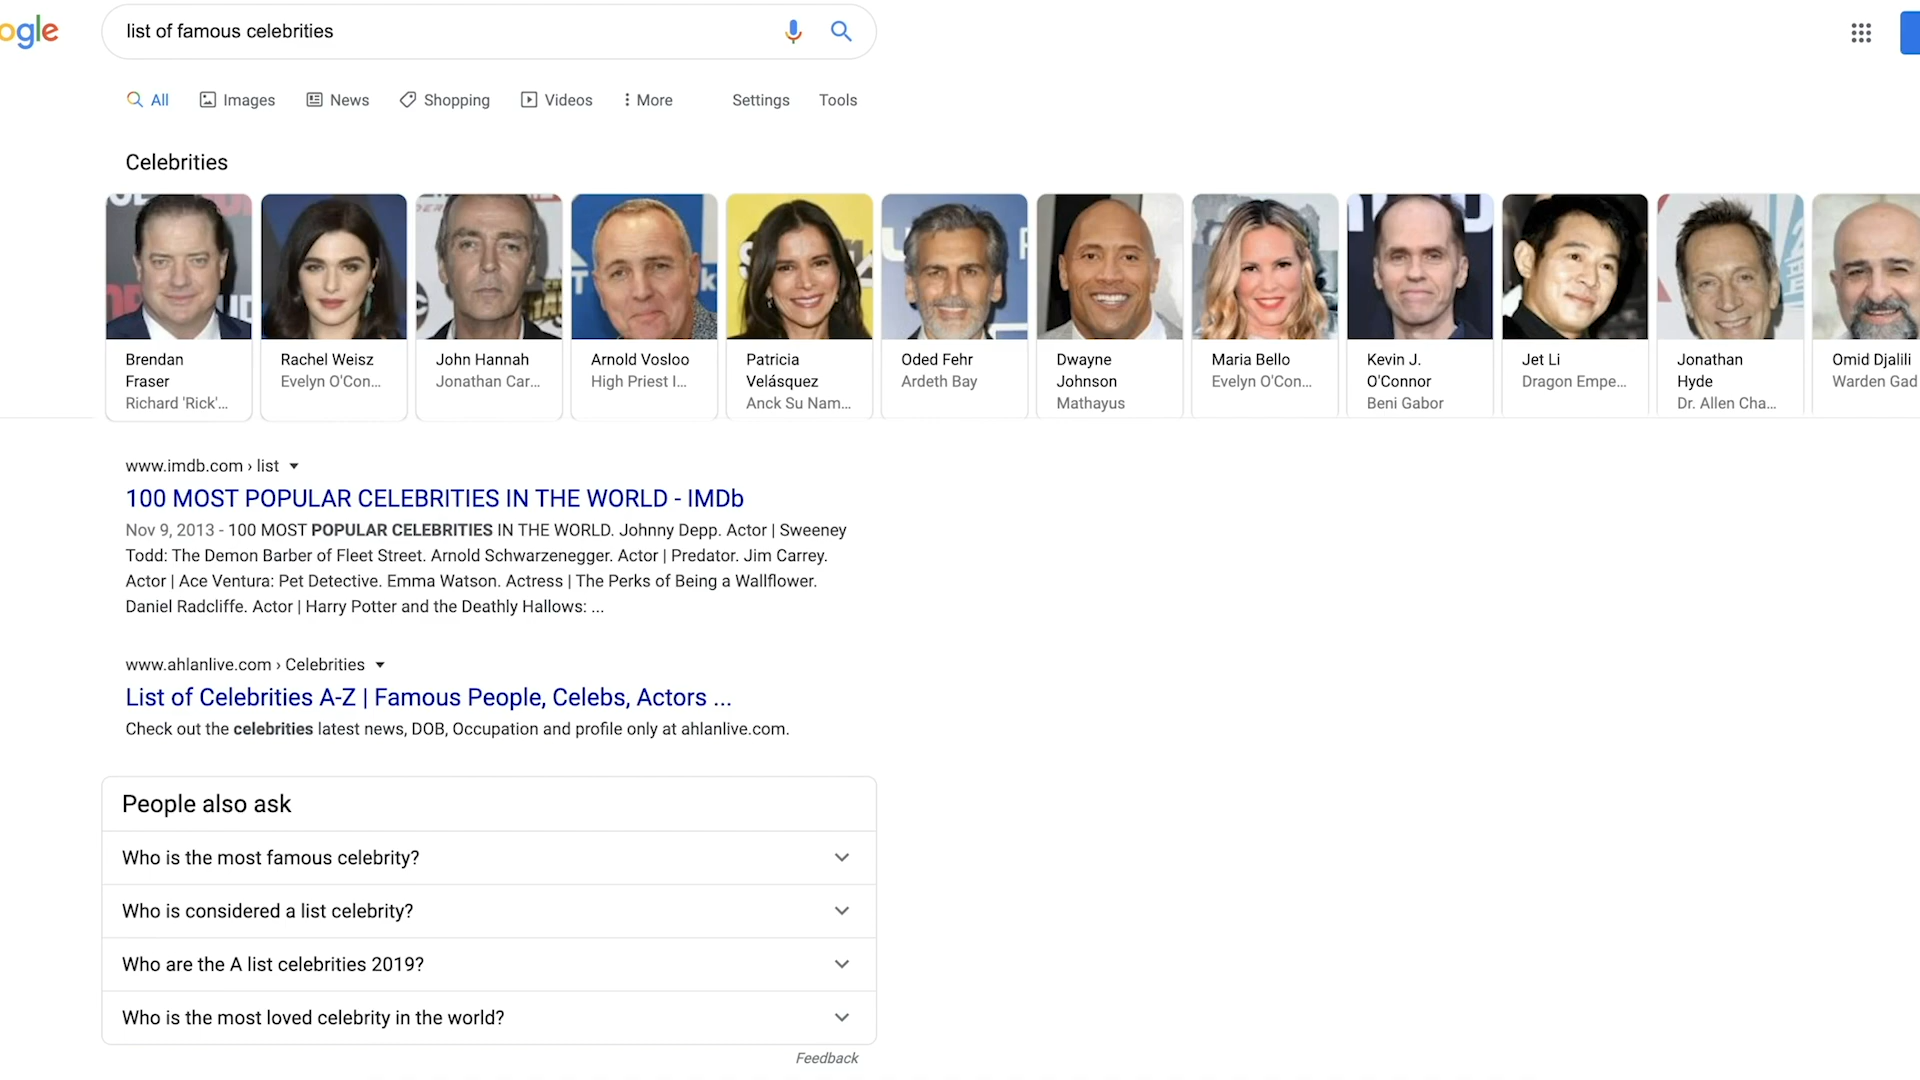 ogle
list of famous celebrities
All Images News Shopping Videos More Settings Tools
Celebrities
Brendan Fraser
Richard 'Rick'...
Rachel Weisz
Evelyn O'Con...
John Hannah
Jonathan Car...
Arnold Vosloo
High Priest I...
Patricia Velásquez
Anck Su Nam...
Oded Fehr
Ardeth Bay
Dwayne Johnson
Mathayus
Maria Bello
Evelyn O'Con...
Kevin J. O'Connor
Beni Gabor
Jet Li
Dragon Empe...
Jonathan Hyde
Dr. Allen Cha...
Omid Djalili
Warden Gad
www.imdb.com › list
100 MOST POPULAR CELEBRITIES IN THE WORLD - IMDb
Nov 9, 2013 - 100 MOST POPULAR CELEBRITIES IN THE WORLD. Johnny Depp. Actor | Sweeney
Todd: The Demon Barber of Fleet Street. Arnold Schwarzenegger. Actor | Predator. Jim Carrey.
Actor | Ace Ventura: Pet Detective. Emma Watson. Actress | The Perks of Being a Wallflower.
Daniel Radcliffe. Actor | Harry Potter and the Deathly Hallows: ...
www.ahlanlive.com › Celebrities
List of Celebrities A-Z | Famous People, Celebs, Actors ...
Check out the celebrities latest news, DOB, Occupation and profile only at ahlanlive.com.
People also ask
Who is the most famous celebrity?
Who is considered a list celebrity?
Who are the A list celebrities 2019?
Who is the most loved celebrity in the world?
Feedback